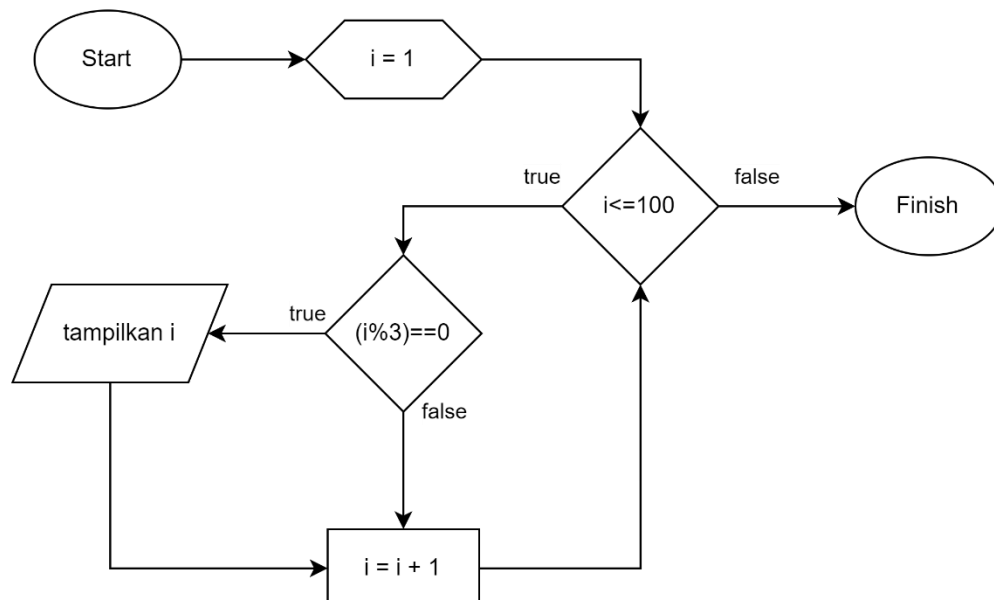 Start
i = 1
true
i<=100
false
Finish
tampilkan i
true
(i%3)==0
false
i = i + 1